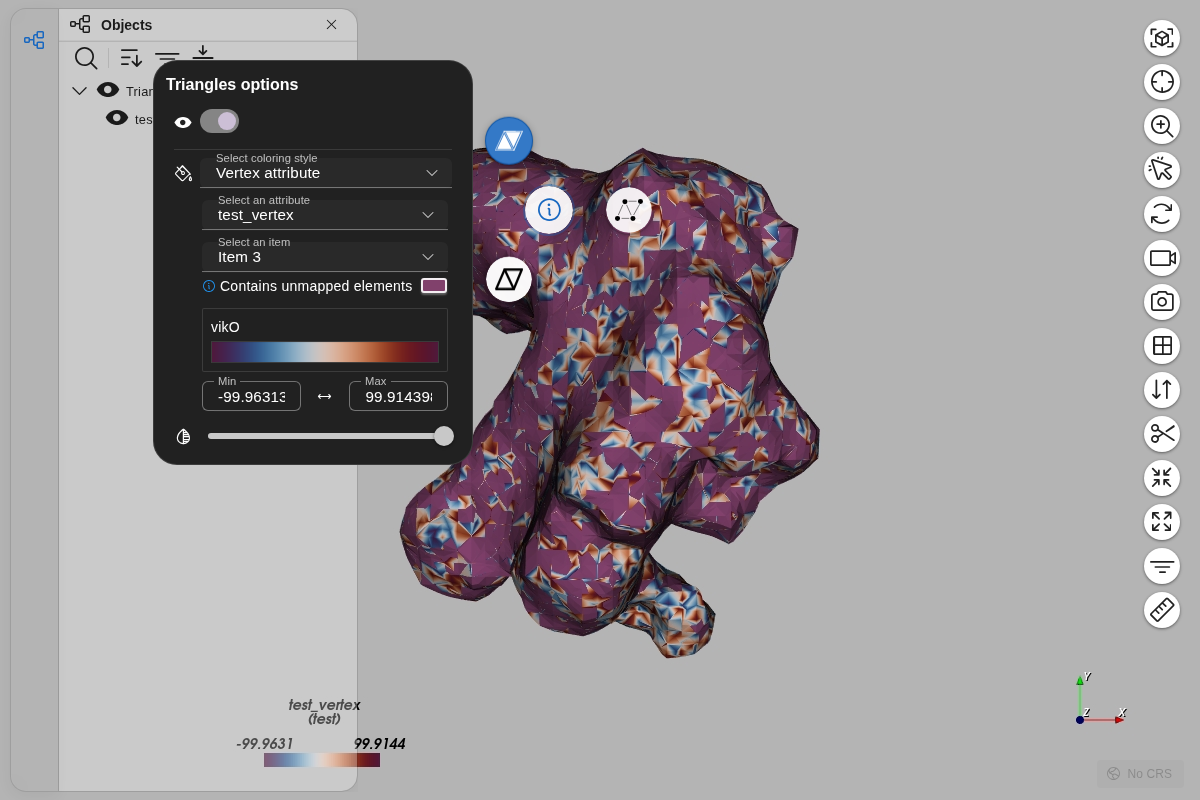 Objects
Trian
tes
Triangles options
Select coloring style
Vertex attribute
Select an attribute
test_vertex
Select an item
Item 3
Contains unmapped elements
vikO
Min
Max
-99.96313
99.914398
test_vertex
(test)
-99.9631
99.9144
Y
Z
X
No CRS